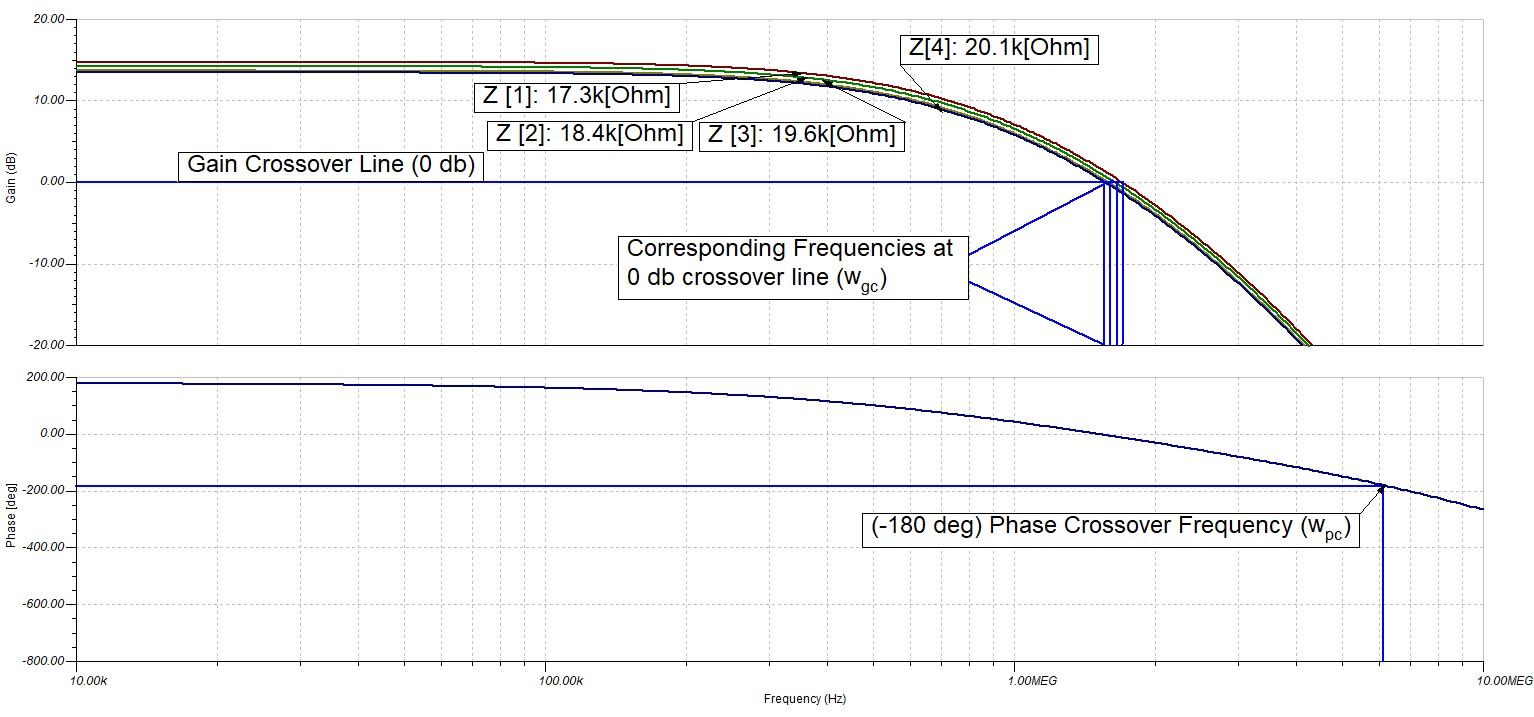 20.00
Z[4]: 20.1k[Ohm]
10.00
Z [1]: 17.3k[Ohm]
Z [2]: 18.4k[Ohm]
Z [3]: 19.6k[Ohm]
Gain Crossover Line (0 db)
Gain (dB)
0.00
Corresponding Frequencies at
0 db crossover line (wgc)
-10.00
-20.00
200.00
0.00
-200.00
Phase [deg]
(-180 deg) Phase Crossover Frequency (wpc)
-400.00
-600.00
-800.00
10.00k
100.00k
1.00MEG
10.00MEG
Frequency (Hz)